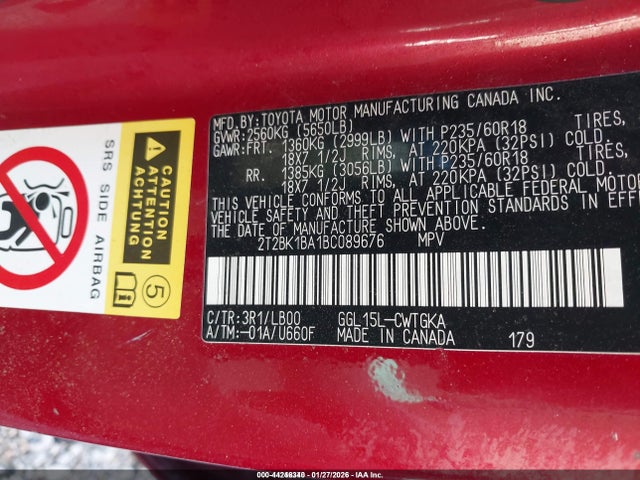 MFD. BY: TOYOTA MOTOR MANUFACTURING CANADA INC.
GVWR: 2560KG (5650LB)
GAWR: FRT. 1360KG (2999LB) WITH P235/60R18 TIRES,
18X7 1/2J RIMS, AT 220KPA (32PSI) COLD.
RR. 1385KG (3056LB) WITH P235/60R18 TIRES,
18X7 1/2J RIMS, AT 220KPA (32PSI) COLD.
THIS VEHICLE CONFORMS TO ALL APPLICABLE FEDERAL MOTOR
VEHICLE SAFETY AND THEFT PREVENTION STANDARDS IN EFFE
THE DATE OF MANUFACTURE SHOWN ABOVE.
2T2BK1BA1BC089676 MPV
C/TR: 3R1/LB00 GGL15L-CWTGKA
A/TM: -01A/U660F MADE IN CANADA 179
SRS SIDE AIRBAG
CAUTION
ATTENTION
PRECAUCIÓN
5
01/27/2026 IAA, INC.